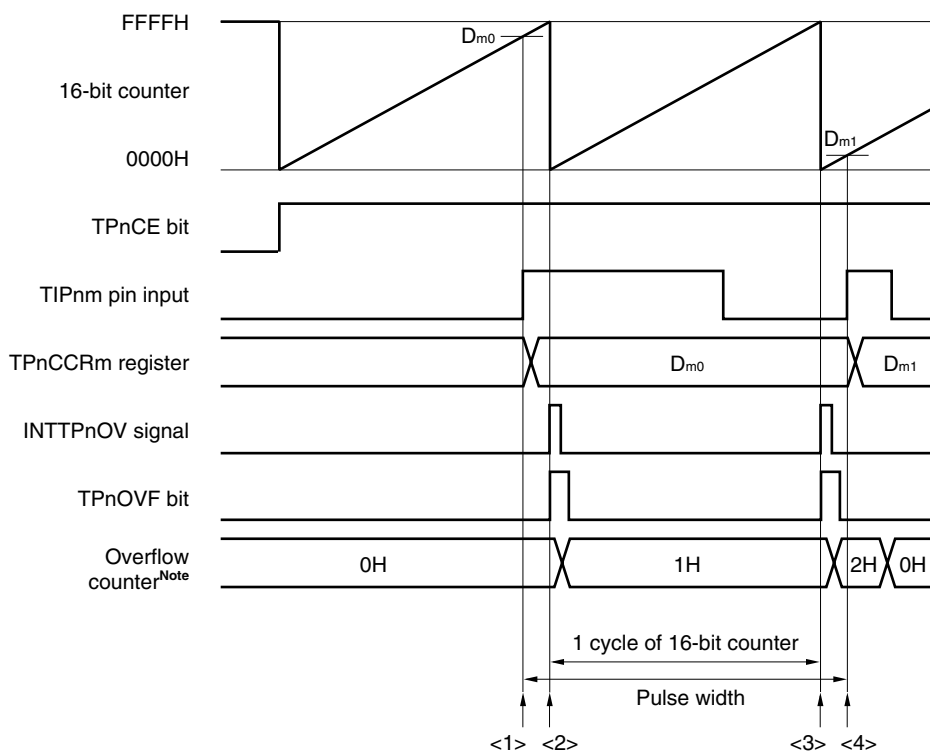 FFFFH
Dm0
16-bit counter
0000H
Dm1
TPnCE bit
TIPnm pin input
TPnCCRm register
Dm0
Dm1
INTTPnOV signal
TPnOVF bit
Overflow
counterNote
0H
1H
2H
0H
1 cycle of 16-bit counter
Pulse width
<1> <2> <3> <4>